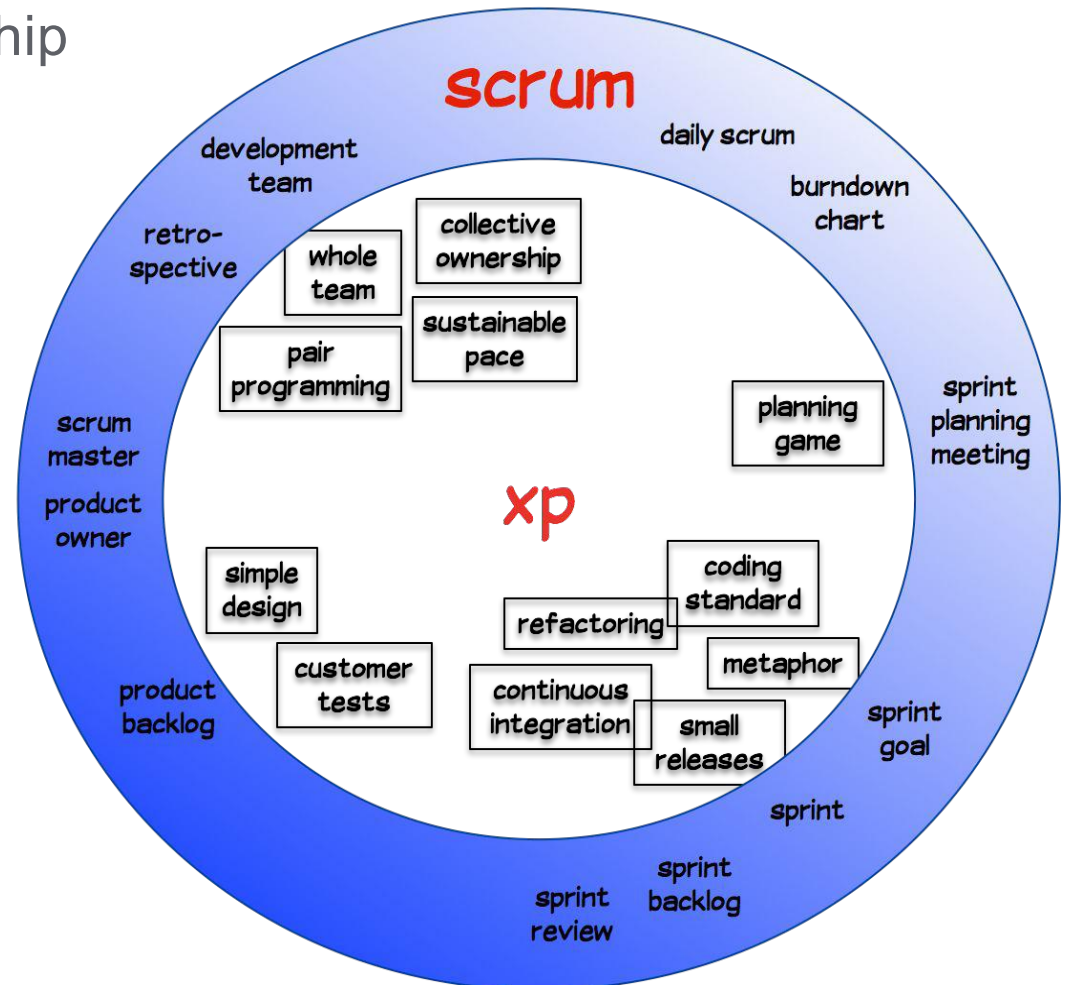 hip
scrum
daily scrum
development
team
burndown
chart
retro-
spective
collective
ownership
whole
team
sustainable
pace
pair
programming
planning
game
sprint
planning
meeting
scrum
master
product
owner
xp
simple
design
coding
standard
refactoring
metaphor
customer
tests
continuous
integration
small
releases
product
backlog
sprint
goal
sprint
sprint
backlog
sprint
review